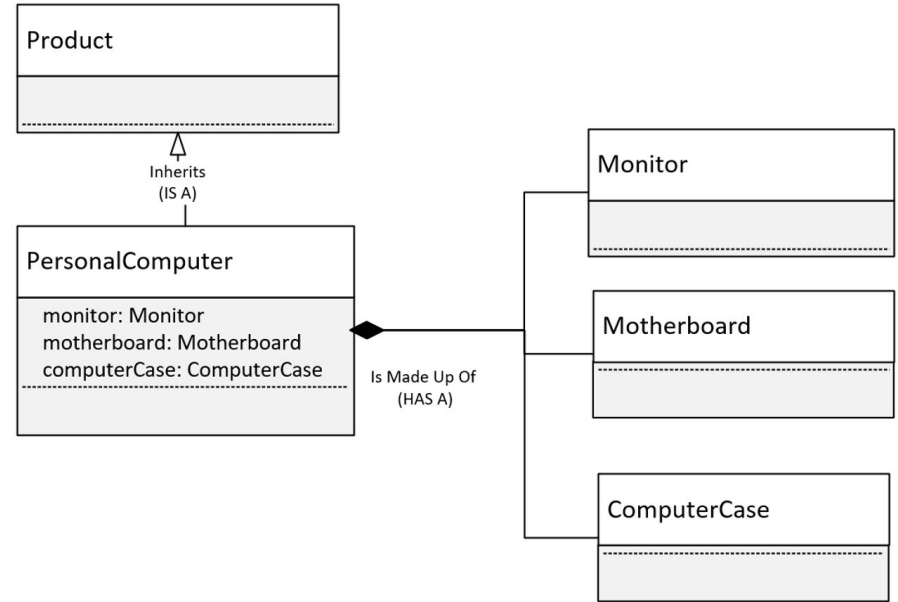 Product
Inherits
(IS A)
PersonalComputer
monitor: Monitor
motherboard: Motherboard
computerCase: ComputerCase
Is Made Up Of
(HAS A)
Monitor
Motherboard
ComputerCase